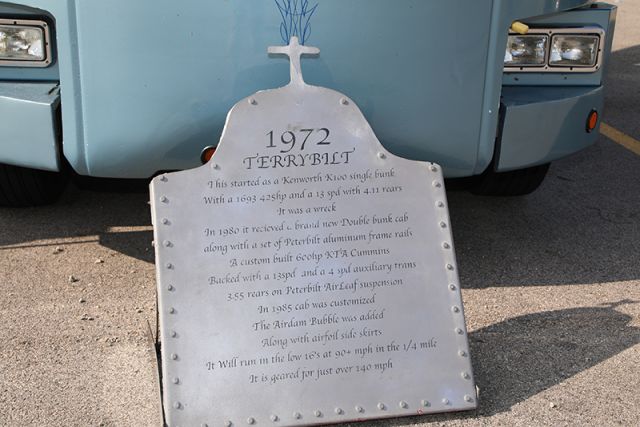 1972
TERRYBILT
This started as a Kenworth K100 single bunk
With a 1693 425hp and a 13 spd with 4.11 rears
It was a wreck
In 1980 it recieved a brand new Double bunk cab
along with a set of Peterbilt aluminum frame rails
A custom built 600hp KTA Cummins
Backed with a 13spd and a 4 spd auxiliary trans
3.55 rears on Peterbilt AirLeaf suspension
In 1985 cab was customized
The Airdam Bubble was added
Along with airfoil side skirts
It Will run in the low 16's at 90+ mph in the 1/4 mile
It is geared for just over 140 mph